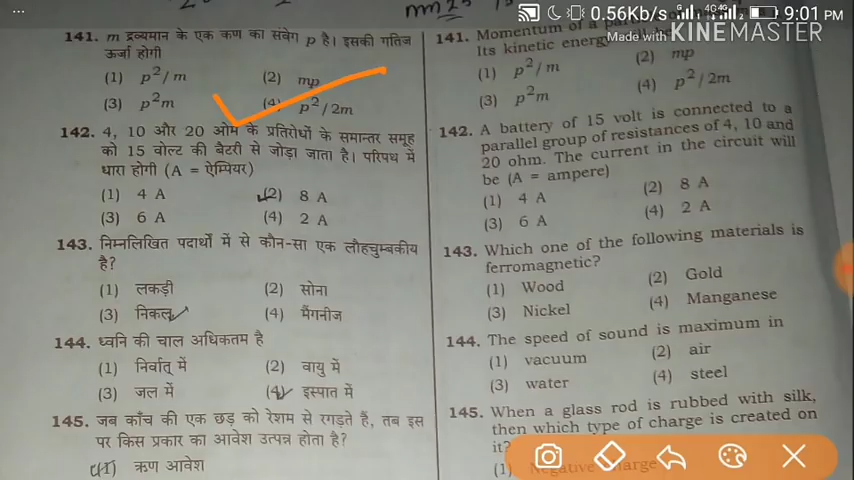 0.56K/s 4G 4G 9:01 PM
Made with KINEMASTER
141. m द्रव्यमान के एक कण का संवेग p है। इसकी गतिज
ऊर्जा होगी
(1) p²/m (2) mp
(3) p²m (4) p²/2m
142. 4, 10 और 20 ओम के प्रतिरोधों के समान्तर समूह
को 15 वोल्ट की बैटरी से जोड़ा जाता है। परिपथ में
धारा होगी (A = ऐम्पियर)
(1) 4 A (2) 8 A
(3) 6 A (4) 2 A
143. निम्नलिखित पदार्थों में से कौन-सा एक लौहचुम्बकीय
है?
(1) लकड़ी (2) सोना
(3) निकल (4) मैंगनीज
144. ध्वनि की चाल अधिकतम है
(1) निर्वात् में (2) वायु में
(3) जल में (4) इस्पात में
145. जब काँच की एक छड़ को रेशम से रगड़ते हैं, तब इस
पर किस प्रकार का आवेश उत्पन्न होता है?
(1) ऋण आवेश
141. Momentum of a
Its kinetic energy
(1) p²/m (2) mp
(3) p²m (4) p²/2m
142. A battery of 15 volt is connected to a
parallel group of resistances of 4, 10 and
20 ohm. The current in the circuit will
be (A = ampere)
(1) 4 A (2) 8 A
(3) 6 A (4) 2 A
143. Which one of the following materials is
ferromagnetic?
(1) Wood (2) Gold
(3) Nickel (4) Manganese
144. The speed of sound is maximum in
(1) vacuum (2) air
(3) water (4) steel
145. When a glass rod is rubbed with silk,
then which type of charge is created on
it?
(1) Negative charge